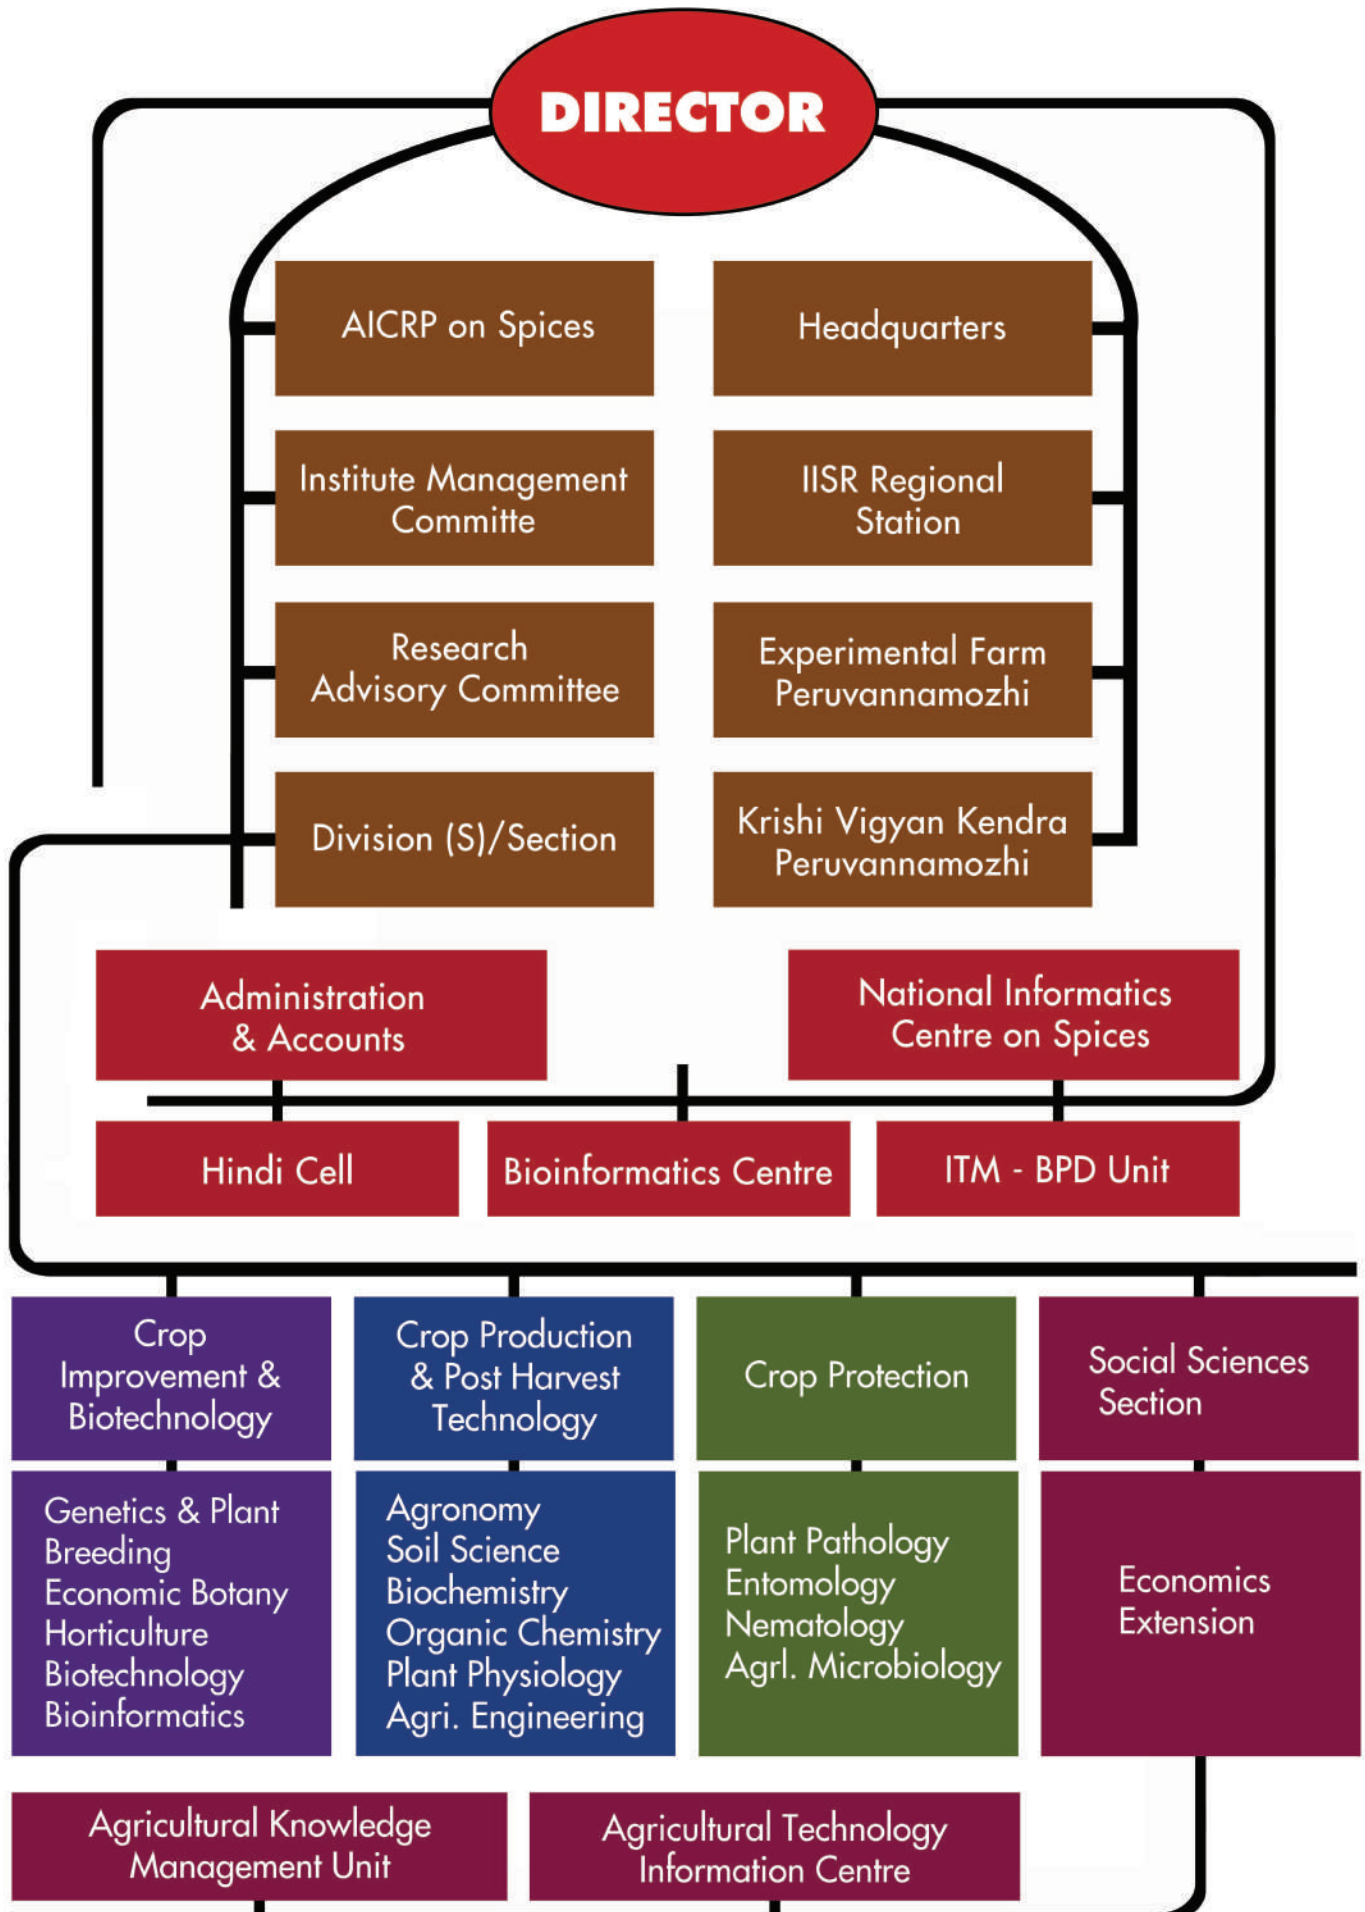 DIRECTOR
AICRP on Spices
Headquarters
Institute Management
Committe
IISR Regional
Station
Research
Advisory Committee
Experimental Farm
Peruvannamozhi
Division (S)/Section
Krishi Vigyan Kendra
Peruvannamozhi
Administration
& Accounts
National Informatics
Centre on Spices
Hindi Cell
Bioinformatics Centre
ITM - BPD Unit
Crop
Improvement &
Biotechnology
Crop Production
& Post Harvest
Technology
Crop Protection
Social Sciences
Section
Genetics & Plant
Breeding
Economic Botany
Horticulture
Biotechnology
Bioinformatics
Agronomy
Soil Science
Biochemistry
Organic Chemistry
Plant Physiology
Agri. Engineering
Plant Pathology
Entomology
Nematology
Agrl. Microbiology
Economics
Extension
Agricultural Knowledge
Management Unit
Agricultural Technology
Information Centre